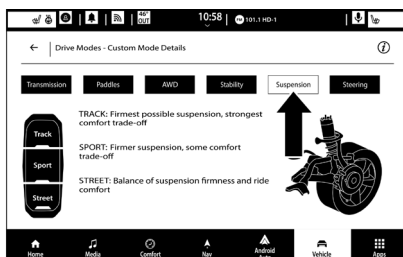 46°
OUT
10:58
FM 101.1 HD-1
Drive Modes - Custom Mode Details
Transmission
Paddles
AWD
Stability
Suspension
Steering
Track
Sport
Street
TRACK: Firmest possible suspension, strongest
comfort trade-off
SPORT: Firmer suspension, some comfort
trade-off
STREET: Balance of suspension firmness and ride
comfort
Home
Media
Comfort
Nav
Android
Auto
Vehicle
Apps